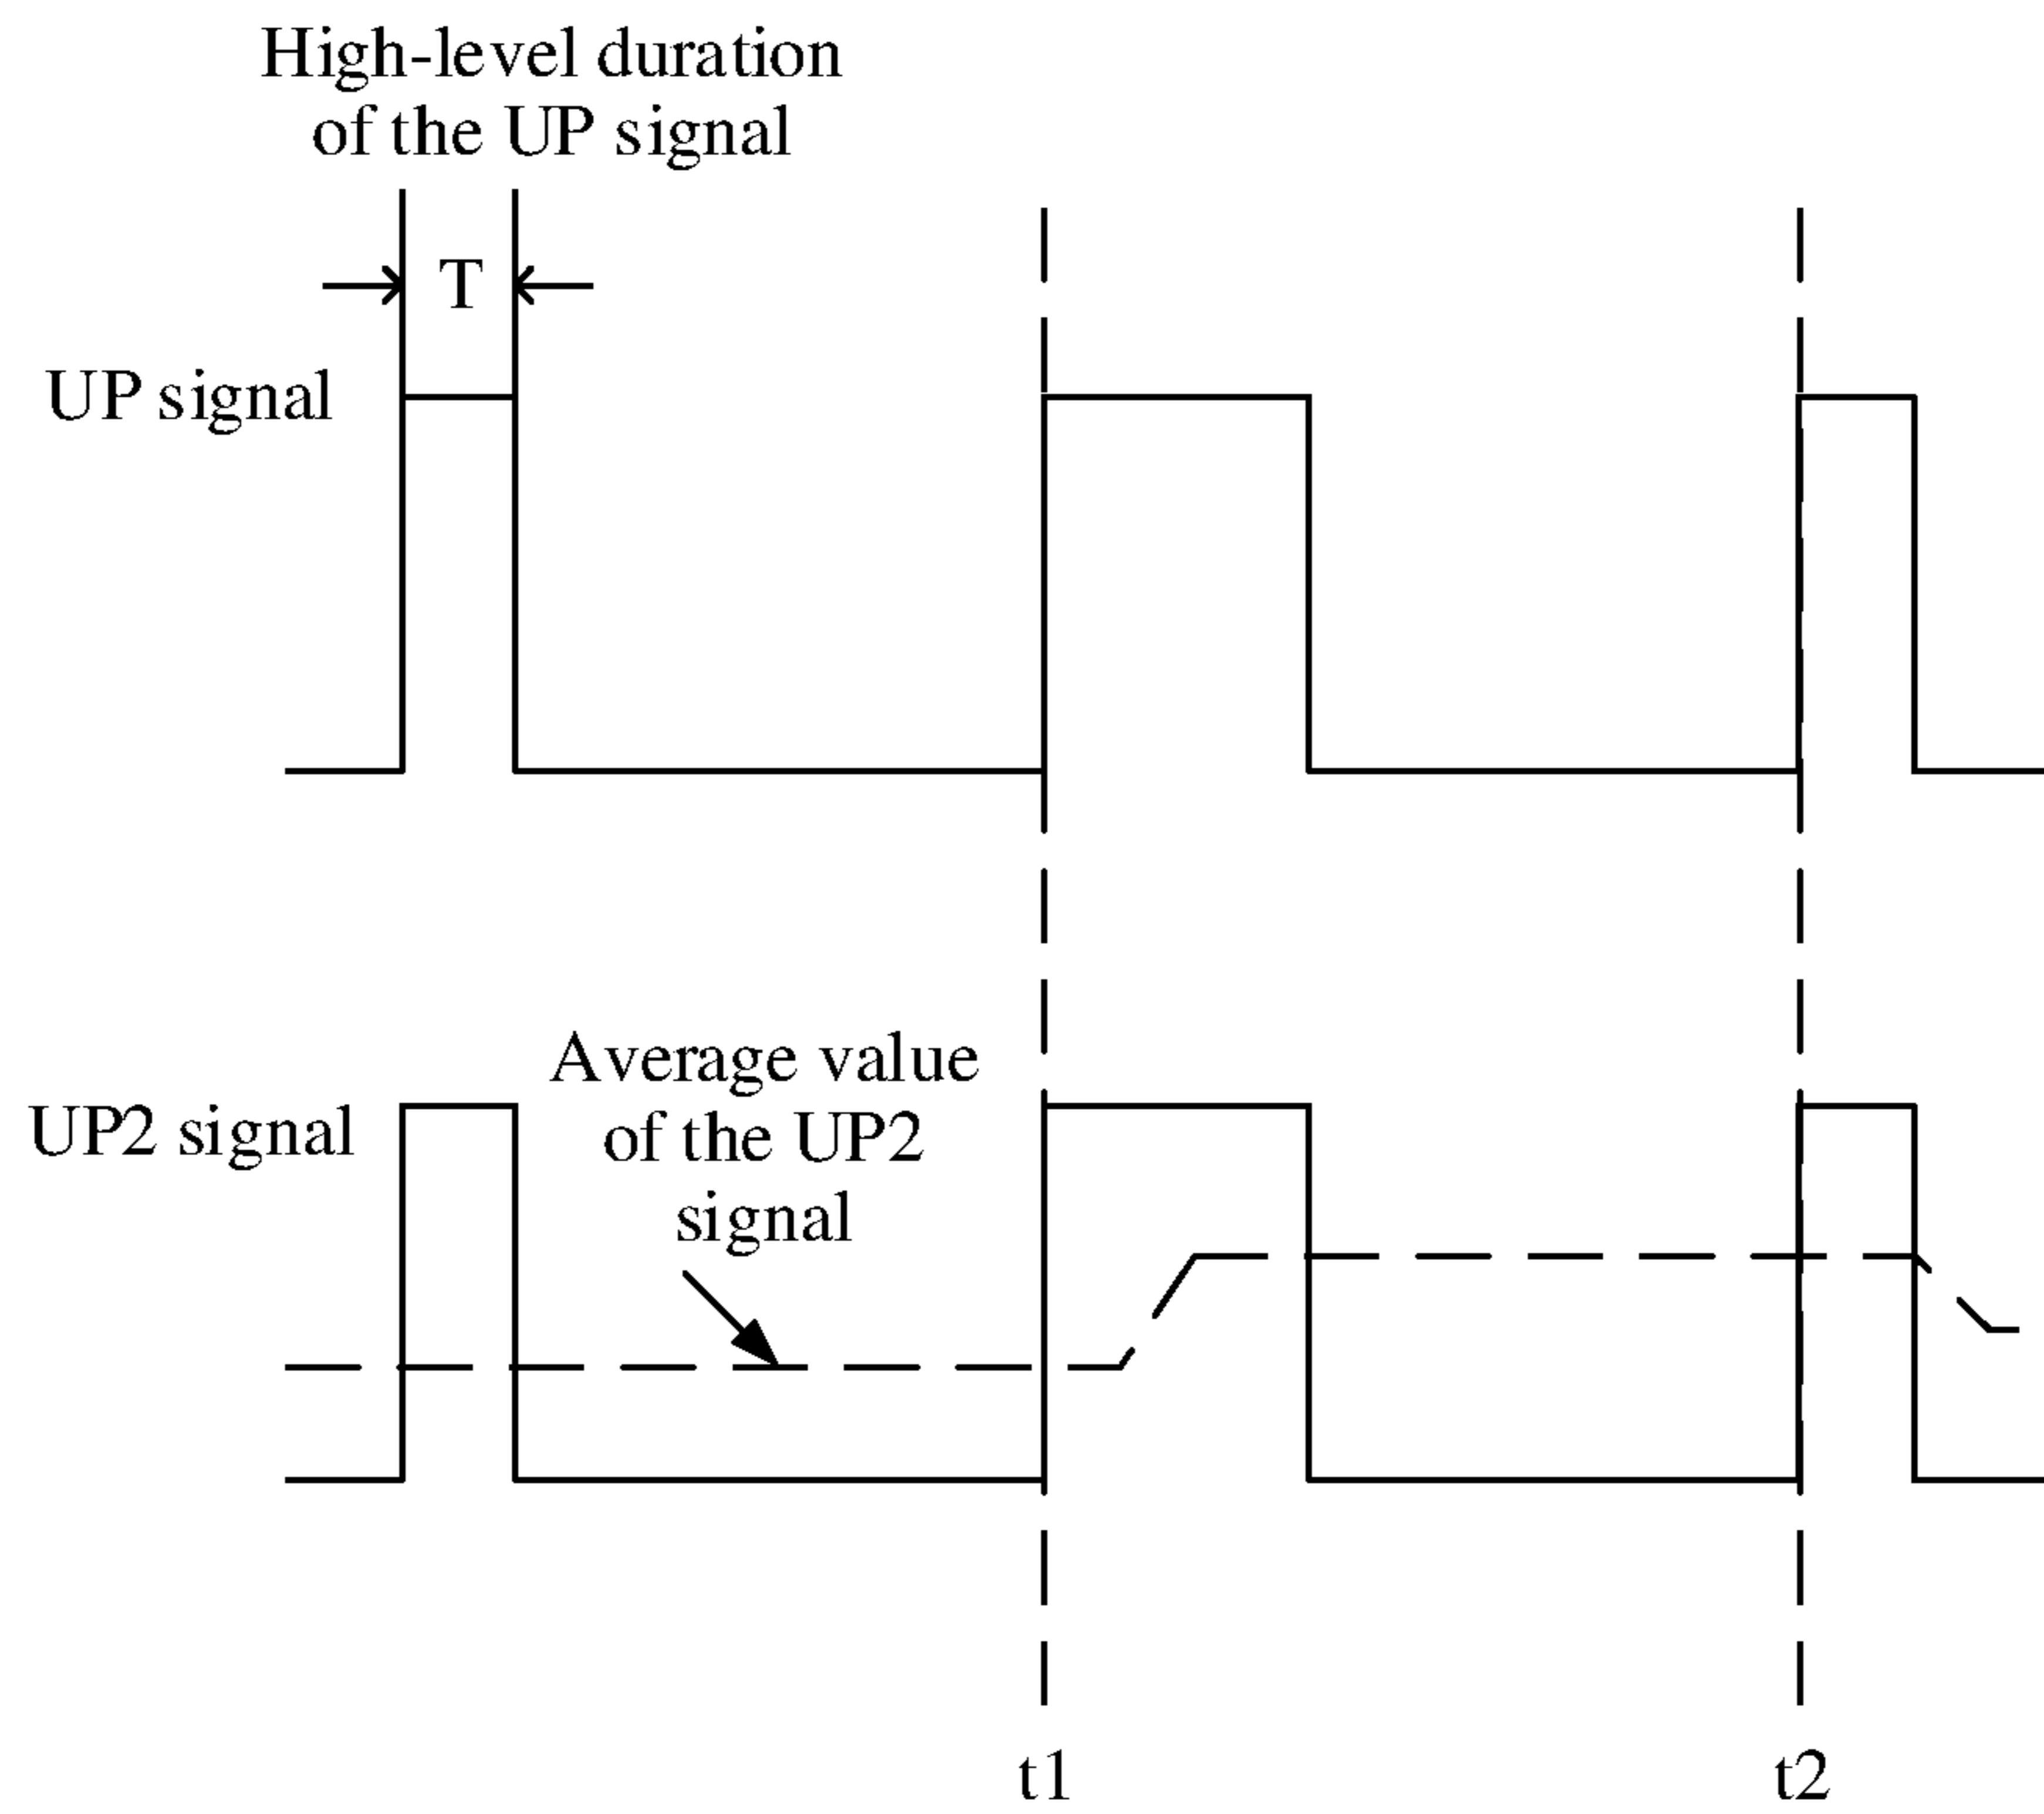 High-level duration
of the UP signal
T
UP signal
Average value
of the UP2
signal
UP2 signal
t1
t2